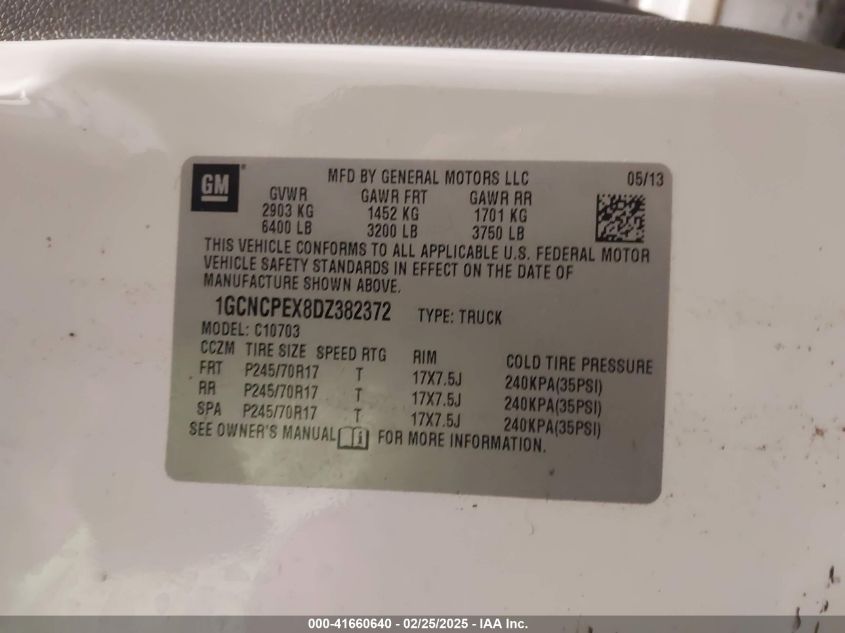 GM ®
MFD BY GENERAL MOTORS LLC 05/13
GVWR GAWR FRT GAWR RR
2903 KG 1452 KG 1701 KG
6400 LB 3200 LB 3750 LB
THIS VEHICLE CONFORMS TO ALL APPLICABLE U.S. FEDERAL MOTOR
VEHICLE SAFETY STANDARDS IN EFFECT ON THE DATE OF
MANUFACTURE SHOWN ABOVE.
1GCNCPEX8DZ382372 TYPE: TRUCK
MODEL: C10703
CCZM TIRE SIZE SPEED RTG RIM COLD TIRE PRESSURE
FRT P245/70R17 T 17X7.5J 240KPA(35PSI)
RR P245/70R17 T 17X7.5J 240KPA(35PSI)
SPA P245/70R17 T 17X7.5J 240KPA(35PSI)
SEE OWNER'S MANUAL i FOR MORE INFORMATION.
000-41660640 / 02/25/2025 - IAA Inc.